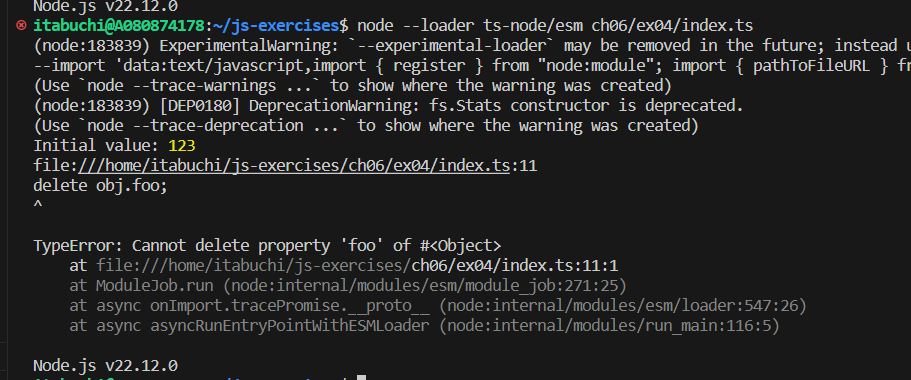 Node.js v22.12.0
itabuchi@A080874178:~/js-exercises$ node --loader ts-node/esm ch06/ex04/index.ts
(node:183839) ExperimentalWarning: `--experimental-loader` may be removed in the future; instead u
--import 'data:text/javascript,import { register } from "node:module"; import { pathToFileURL } fr
(Use `node --trace-warnings ...` to show where the warning was created)
(node:183839) [DEP0180] DeprecationWarning: fs.Stats constructor is deprecated.
(Use `node --trace-deprecation ...` to show where the warning was created)
Initial value: 123
file:///home/itabuchi/js-exercises/ch06/ex04/index.ts:11
delete obj.foo;
^
TypeError: Cannot delete property 'foo' of #<Object>
    at file:///home/itabuchi/js-exercises/ch06/ex04/index.ts:11:1
    at ModuleJob.run (node:internal/modules/esm/module_job:271:25)
    at async onImport.tracePromise.__proto__ (node:internal/modules/esm/loader:547:26)
    at async asyncRunEntryPointWithESMLoader (node:internal/modules/run_main:116:5)
Node.js v22.12.0